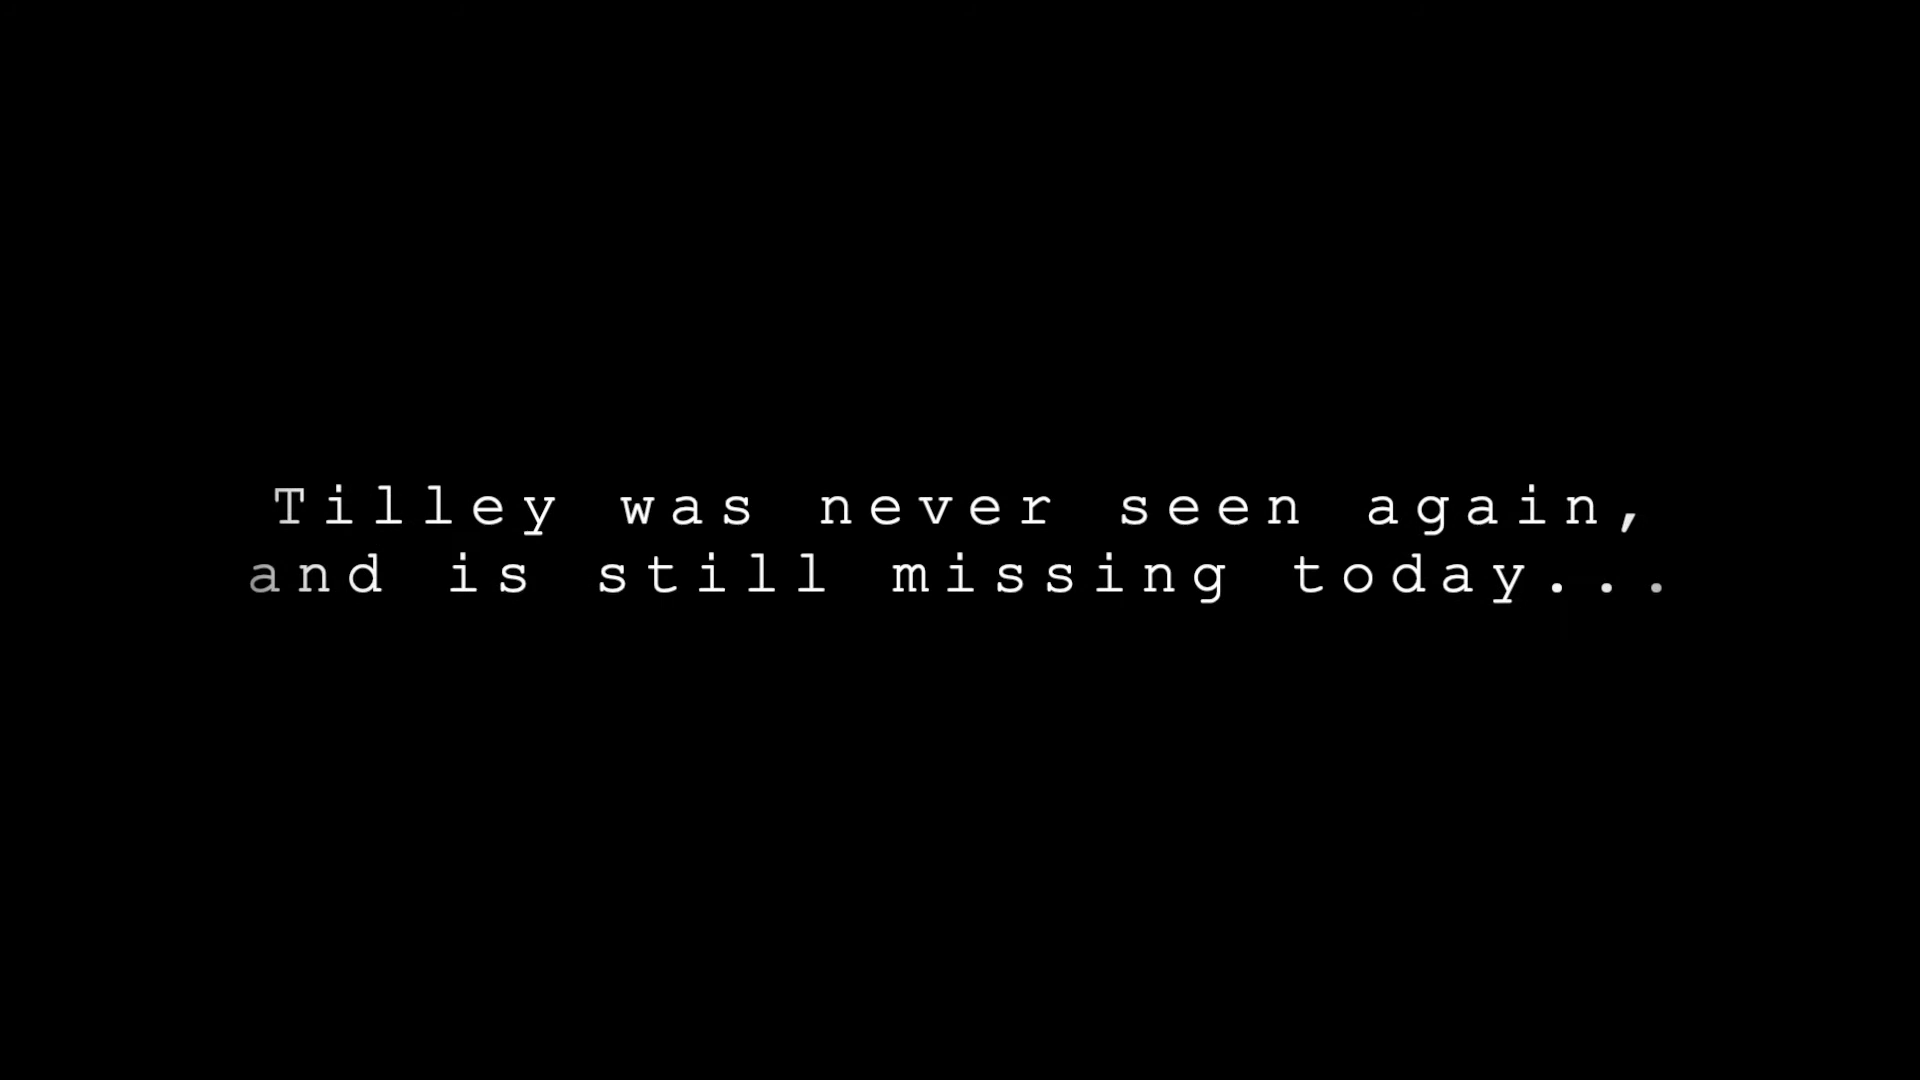 Tilley was never seen again,
and is still missing today...